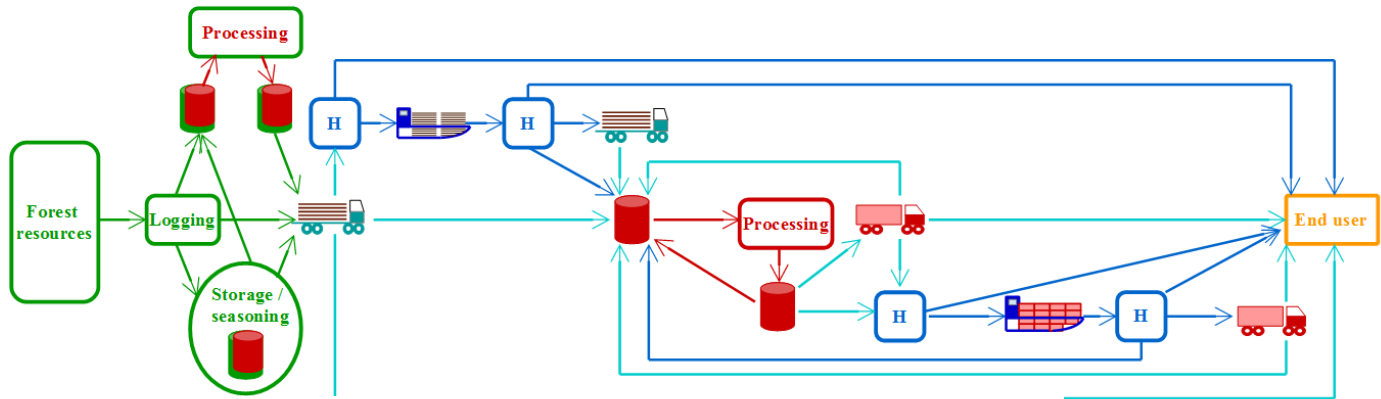 Processing
H
H
Forest
resources
Logging
Storage /
seasoning
Processing
End user
H
H